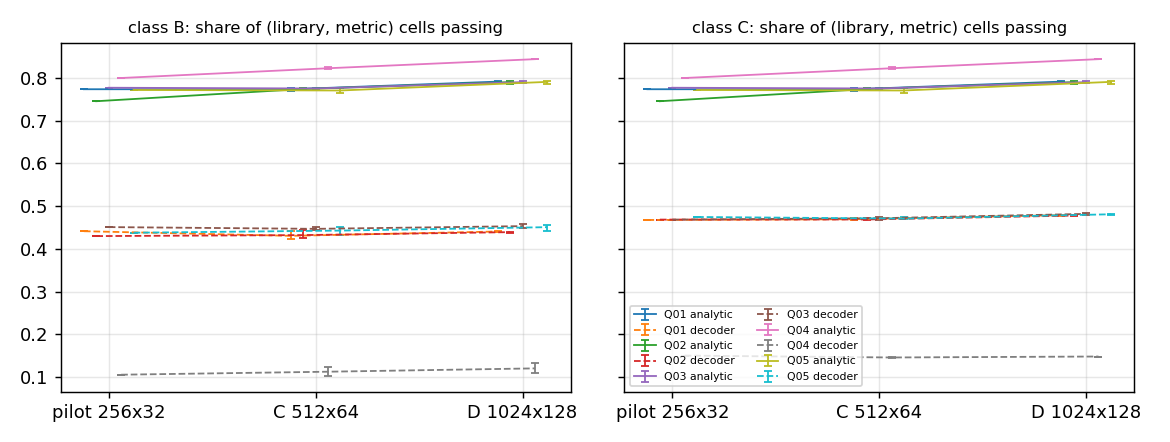 class B: share of (library, metric) cells passing
class C: share of (library, metric) cells passing
0.8
0.7
0.6
0.5
0.4
0.3
0.2
0.1
Q01 analytic
Q01 decoder
Q02 analytic
Q02 decoder
Q03 analytic
Q03 decoder
Q04 analytic
Q04 decoder
Q05 analytic
Q05 decoder
pilot 256x32
C 512x64
D 1024x128
pilot 256x32
C 512x64
D 1024x128